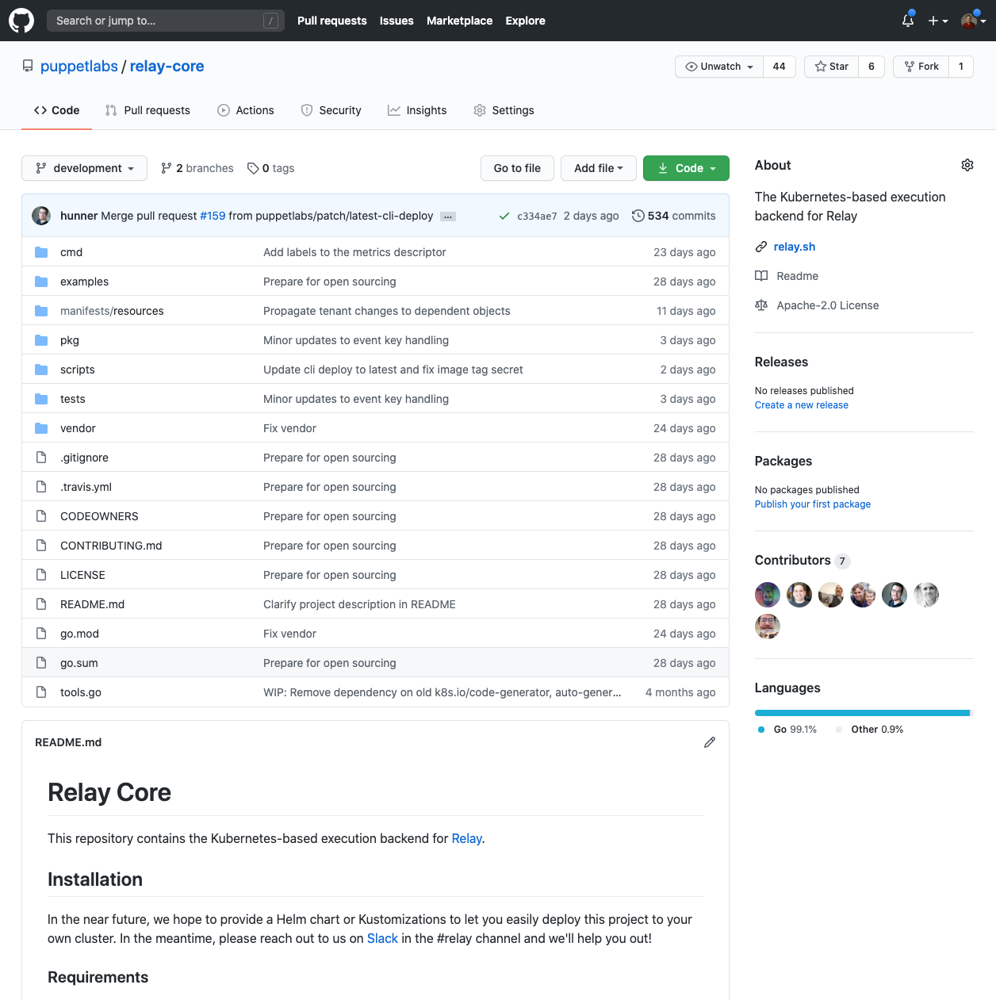 Search or jump to... /
Pull requests Issues Marketplace Explore
puppetlabs / relay-core
Unwatch 44 Star 6 Fork 1
Code Pull requests Actions Security Insights Settings
development 2 branches 0 tags Go to file Add file Code
hunner Merge pull request #159 from puppetlabs/patch/latest-cli-deploy ... c334ae7 2 days ago 534 commits
cmd Add labels to the metrics descriptor 23 days ago
examples Prepare for open sourcing 28 days ago
manifests/resources Propagate tenant changes to dependent objects 11 days ago
pkg Minor updates to event key handling 3 days ago
scripts Update cli deploy to latest and fix image tag secret 2 days ago
tests Minor updates to event key handling 3 days ago
vendor Fix vendor 24 days ago
.gitignore Prepare for open sourcing 28 days ago
.travis.yml Prepare for open sourcing 28 days ago
CODEOWNERS Prepare for open sourcing 28 days ago
CONTRIBUTING.md Prepare for open sourcing 28 days ago
LICENSE Prepare for open sourcing 28 days ago
README.md Clarify project description in README 28 days ago
go.mod Fix vendor 24 days ago
go.sum Prepare for open sourcing 28 days ago
tools.go WIP: Remove dependency on old k8s.io/code-generator, auto-gener... 4 months ago
README.md
Relay Core
This repository contains the Kubernetes-based execution backend for Relay.
Installation
In the near future, we hope to provide a Helm chart or Kustomizations to let you easily deploy this project to your
own cluster. In the meantime, please reach out to us on Slack in the #relay channel and we'll help you out!
Requirements
About
The Kubernetes-based execution
backend for Relay
relay.sh
Readme
Apache-2.0 License
Releases
No releases published
Create a new release
Packages
No packages published
Publish your first package
Contributors 7
Languages
Go 99.1% Other 0.9%